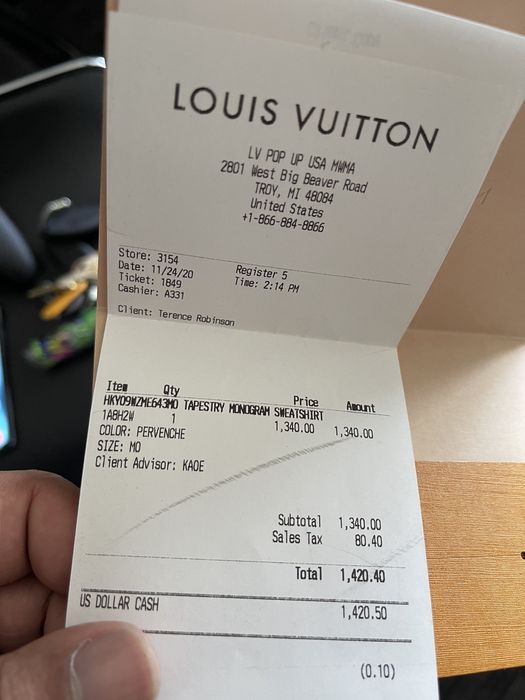 LOUIS VUITTON
LV POP UP USA MWMA
2801 West Big Beaver Road
TROY, MI 48084
United States
+1-866-884-8866
Store: 3154 Register 5
Date: 11/24/20 Time: 2:14 PM
Ticket: 1849
Cashier: A331
Client: Terence Robinson
Item Qty Price Amount
HKY09WZME643MO TAPESTRY MONOGRAM SWEATSHIRT
1A8H2W 1 1,340.00 1,340.00
COLOR: PERVENCHE
SIZE: MO
Client Advisor: KAOE
Subtotal 1,340.00
Sales Tax 80.40
Total 1,420.40
US DOLLAR CASH 1,420.50
(0.10)